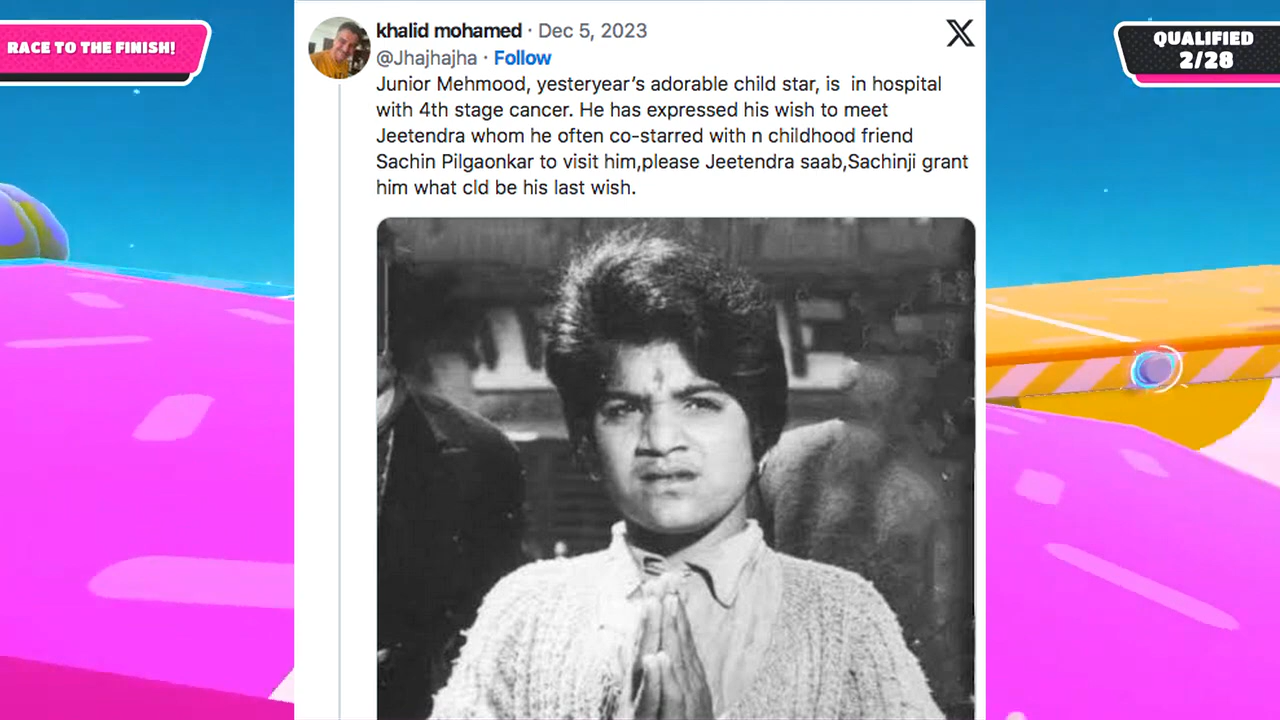 RACE TO THE FINISH!
QUALIFIED
2/28
khalid mohamed · Dec 5, 2023
@Jhajhajha · Follow
Junior Mehmood, yesteryear’s adorable child star, is  in hospital
with 4th stage cancer. He has expressed his wish to meet
Jeetendra whom he often co-starred with n childhood friend
Sachin Pilgaonkar to visit him,please Jeetendra saab,Sachinji grant
him what cld be his last wish.